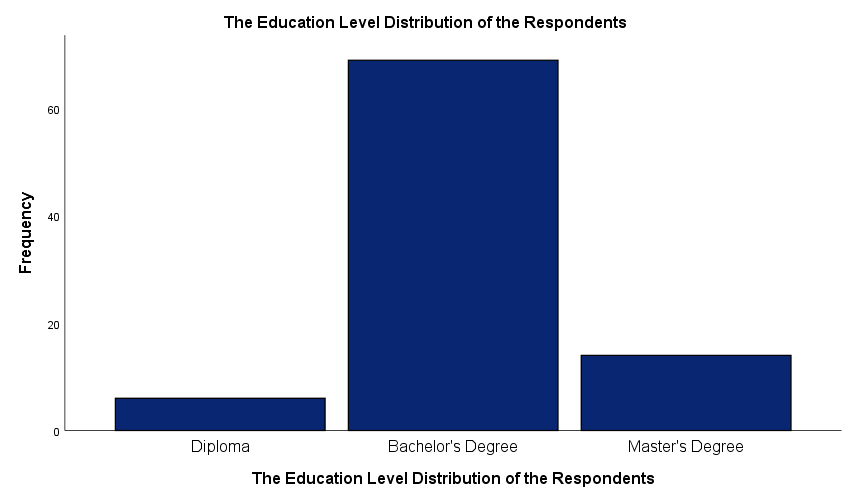 The Education Level Distribution of the Respondents
60
40
20
0
Frequency
Diploma
Bachelor's Degree
Master's Degree
The Education Level Distribution of the Respondents